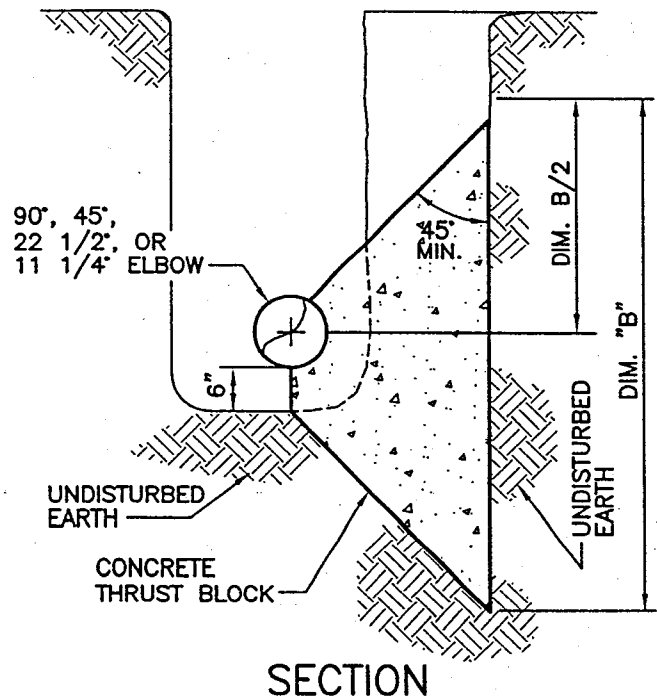 90°, 45°,
22 1/2°, OR
11 1/4° ELBOW
45°
MIN.
DIM. B/2
DIM. "B"
6"
UNDISTURBED
EARTH
UNDISTURBED
EARTH
CONCRETE
THRUST BLOCK
SECTION